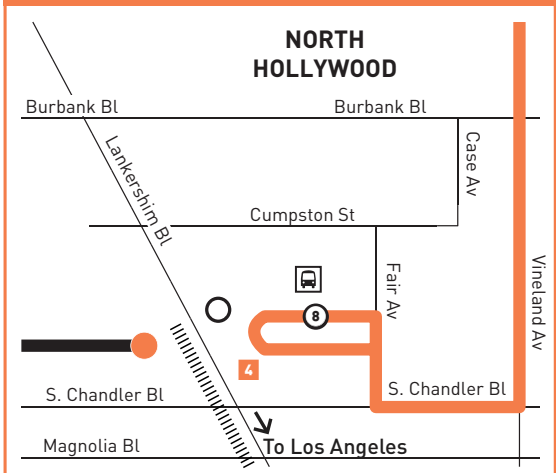 NORTH
HOLLYWOOD
Burbank Bl
Burbank Bl
Lankershim Bl
Case Av
Cumpston St
Fair Av
Vineland Av
8
4
S. Chandler Bl
S. Chandler Bl
Magnolia Bl
To Los Angeles